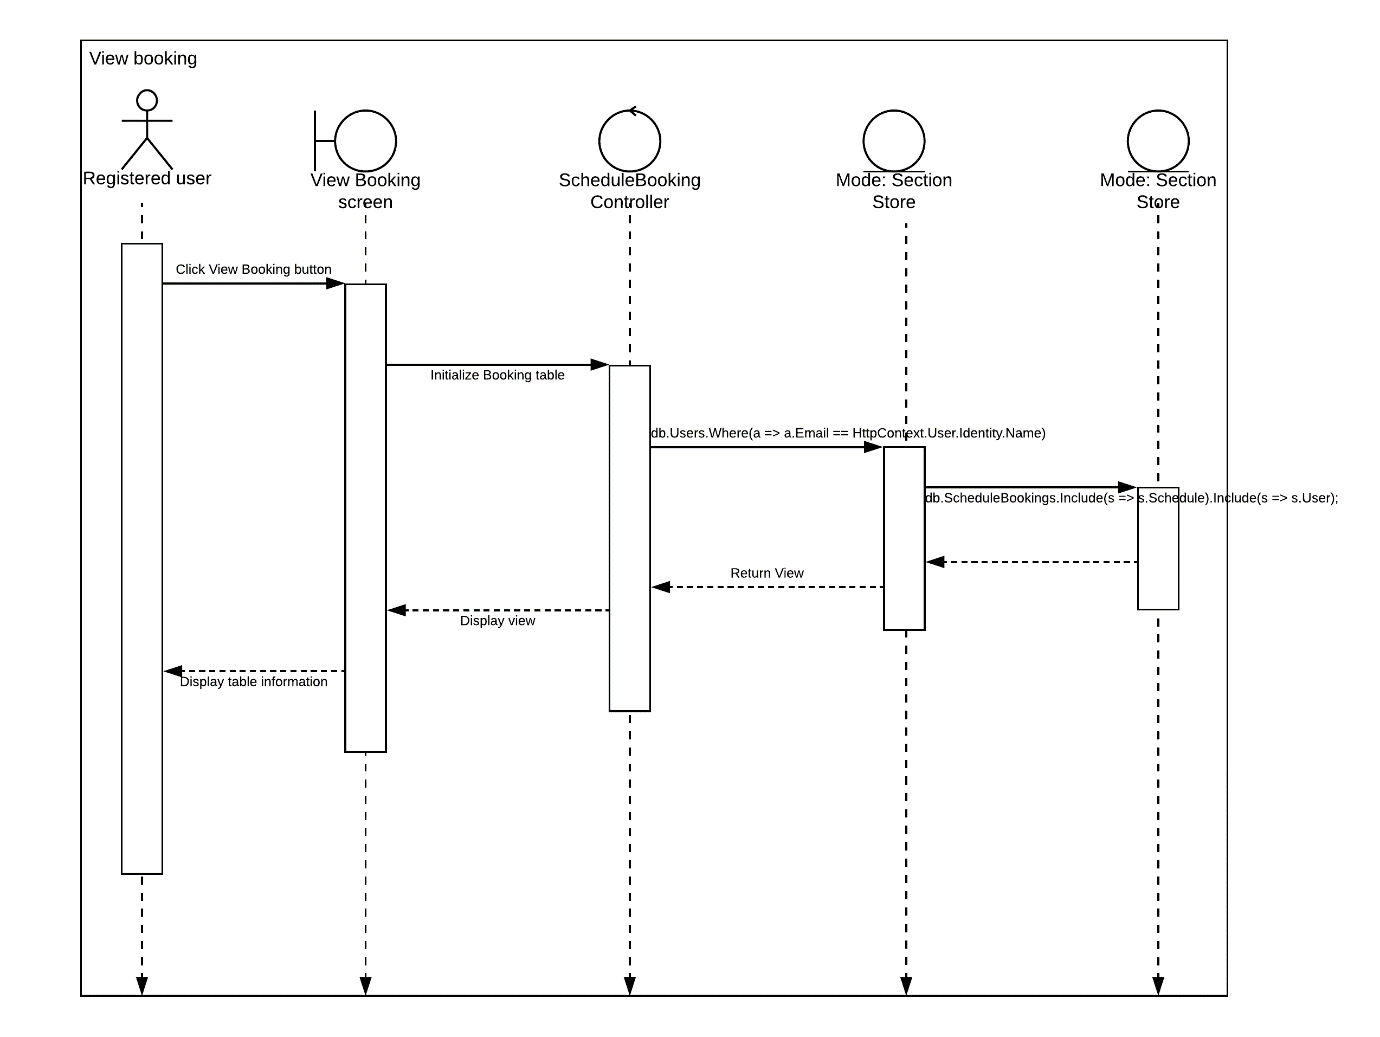 View booking
Registered user
View Booking
screen
ScheduleBooking
Controller
Mode: Section
Store
Mode: Section
Store
Click View Booking button
Initialize Booking table
db.Users.Where(a => a.Email == HttpContext.User.Identity.Name)
db.ScheduleBookings.Include(s => s.Schedule).Include(s => s.User);
Return View
Display view
Display table information